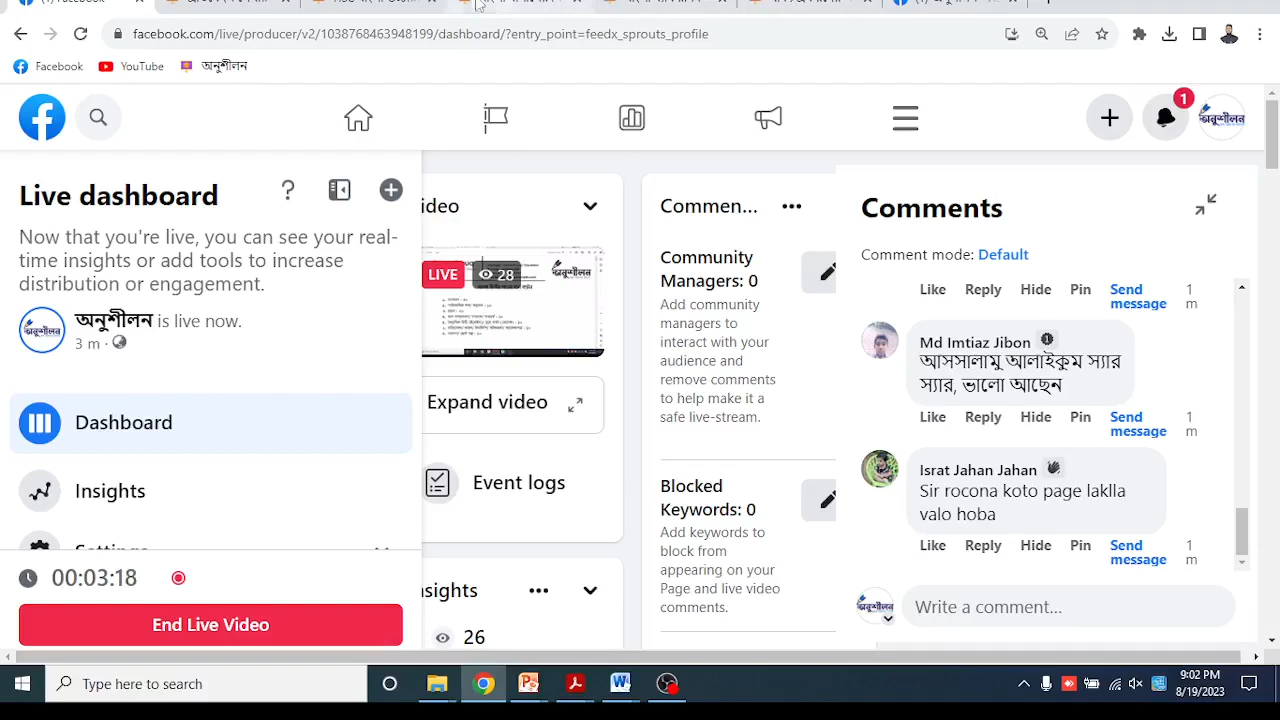 facebook.com/live/producer/v2/1038768463948199/dashboard/?entry_point=feedx_sprouts_profile
Facebook
YouTube
অনুশীলন
1
অনুশীলন
Live dashboard
Now that you're live, you can see your real-
time insights or add tools to increase
distribution or engagement.
অনুশীলন is live now.
3 m ·
Dashboard
Insights
Settings
00:03:18
End Live Video
ideo
LIVE
28
অনুশীলন
Expand video
Event logs
sights
26
Commen...
Community
Managers: 0
Add community
managers to
interact with your
audience and
remove comments
to help make it a
safe live-stream.
Blocked
Keywords: 0
Add keywords to
block from
appearing on your
Page and live video
comments.
Comments
Comment mode: Default
Like Reply Hide Pin Send message 1 m
Md Imtiaz Jibon
আসসালামু আলাইকুম স্যার
স্যার, ভালো আছেন
Like Reply Hide Pin Send message 1 m
Israt Jahan Jahan
Sir rocona koto page laklla
valo hoba
Like Reply Hide Pin Send message 1 m
Write a comment...
Type here to search
9:02 PM
8/19/2023